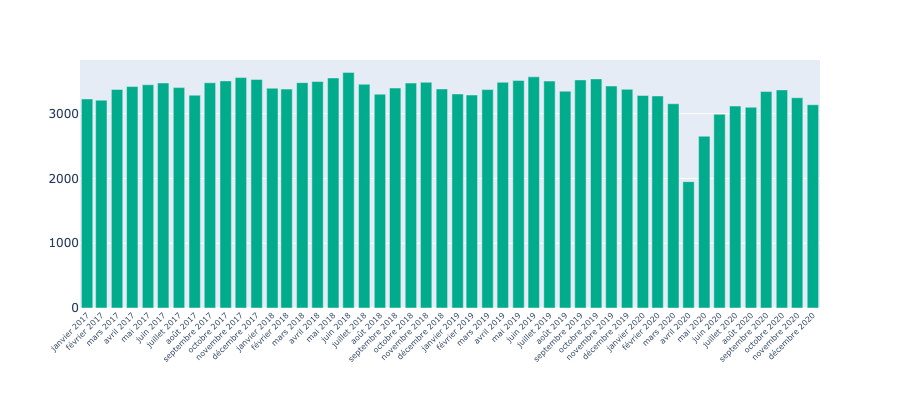 3000
2000
1000
0
janvier 2017
février 2017
mars 2017
avril 2017
mai 2017
juin 2017
juillet 2017
août 2017
septembre 2017
octobre 2017
novembre 2017
décembre 2017
janvier 2018
février 2018
mars 2018
avril 2018
mai 2018
juin 2018
juillet 2018
août 2018
septembre 2018
octobre 2018
novembre 2018
décembre 2018
janvier 2019
février 2019
mars 2019
avril 2019
mai 2019
juin 2019
juillet 2019
août 2019
septembre 2019
octobre 2019
novembre 2019
décembre 2019
janvier 2020
février 2020
mars 2020
avril 2020
mai 2020
juin 2020
juillet 2020
août 2020
septembre 2020
octobre 2020
novembre 2020
décembre 2020